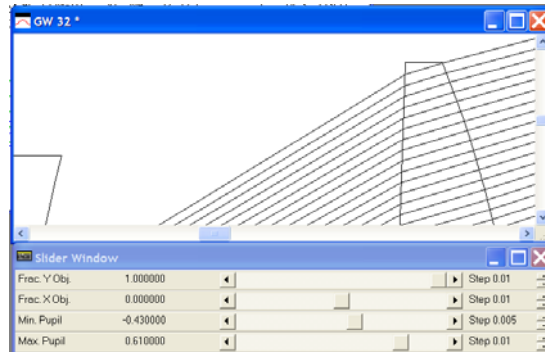 GW 32 *
Slider Window
Frac. Y Obj. 1.000000 Step 0.01
Frac. X Obj. 0.000000 Step 0.01
Min. Pupil -0.430000 Step 0.005
Max. Pupil 0.610000 Step 0.01